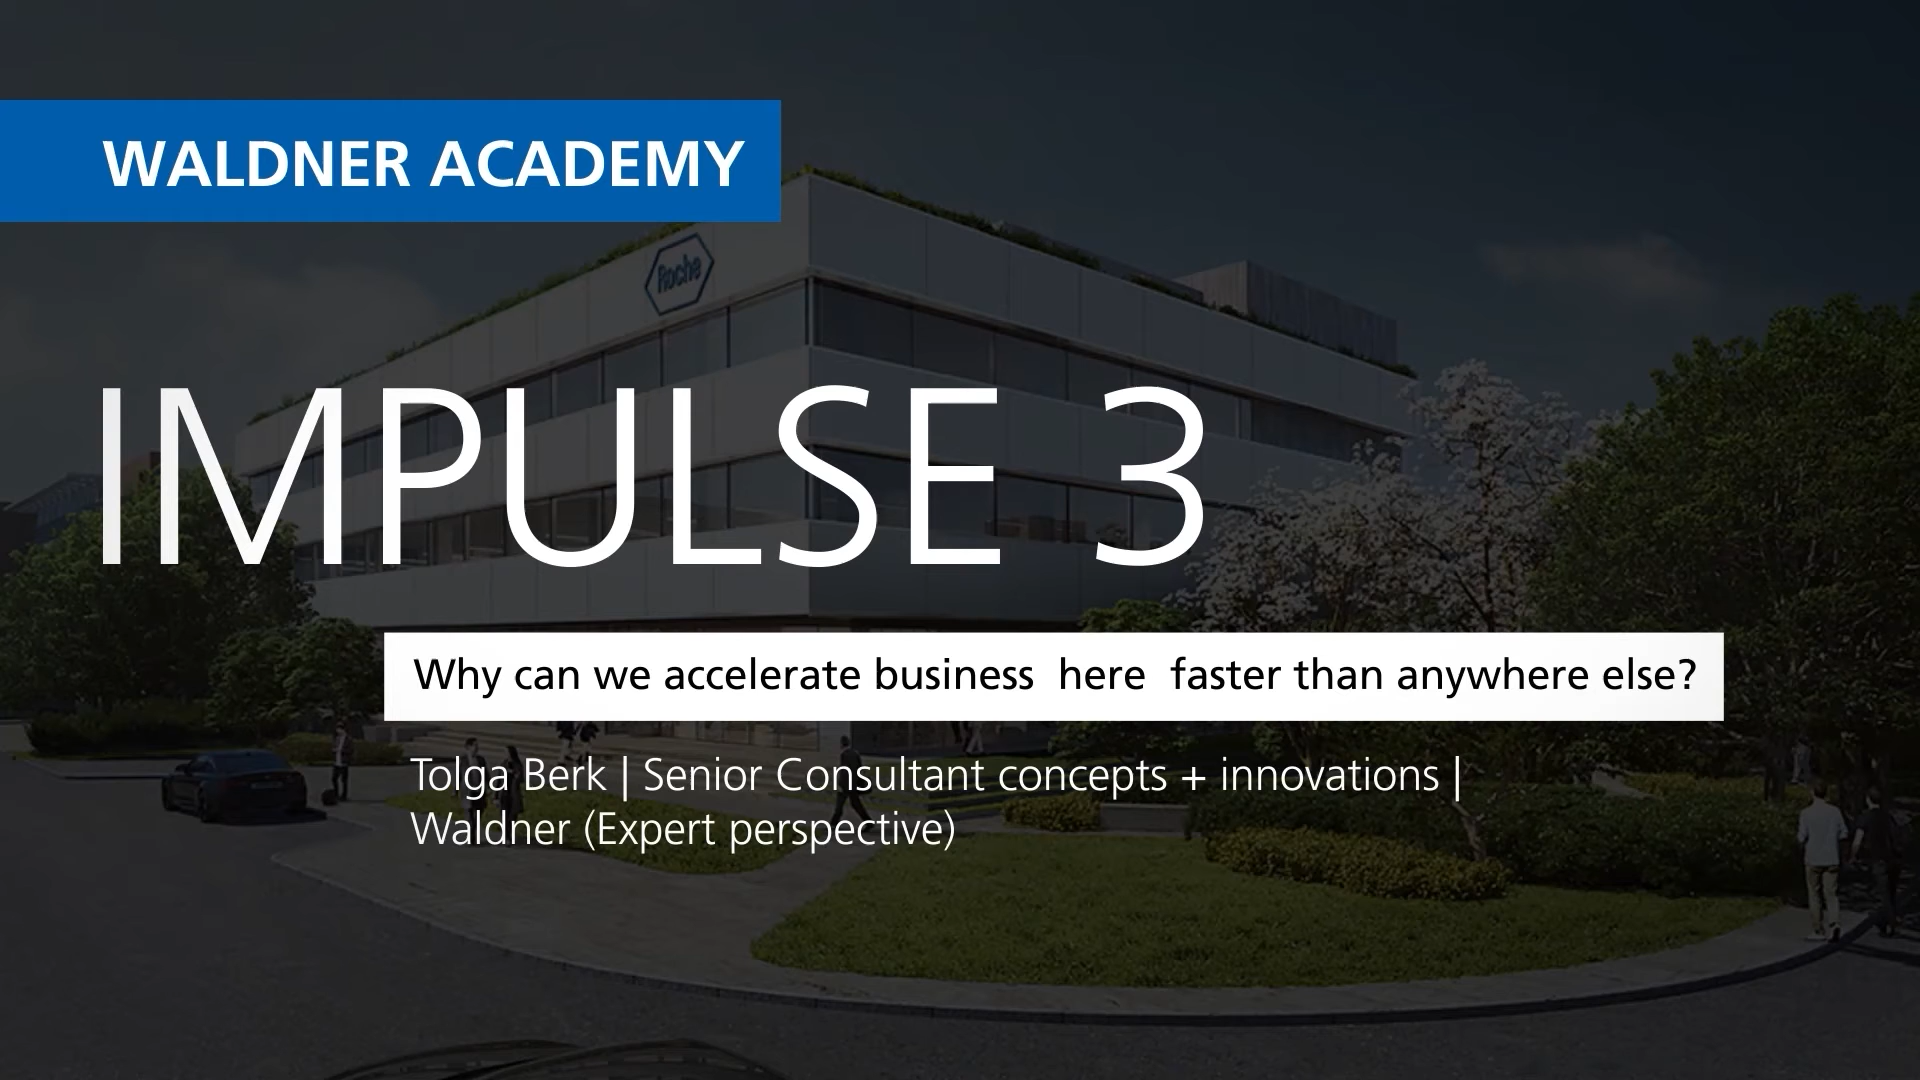 WALDNER ACADEMY
Roche
IMPULSE 3
Why can we accelerate business  here  faster than anywhere else?
Tolga Berk | Senior Consultant concepts + innovations |
Waldner (Expert perspective)